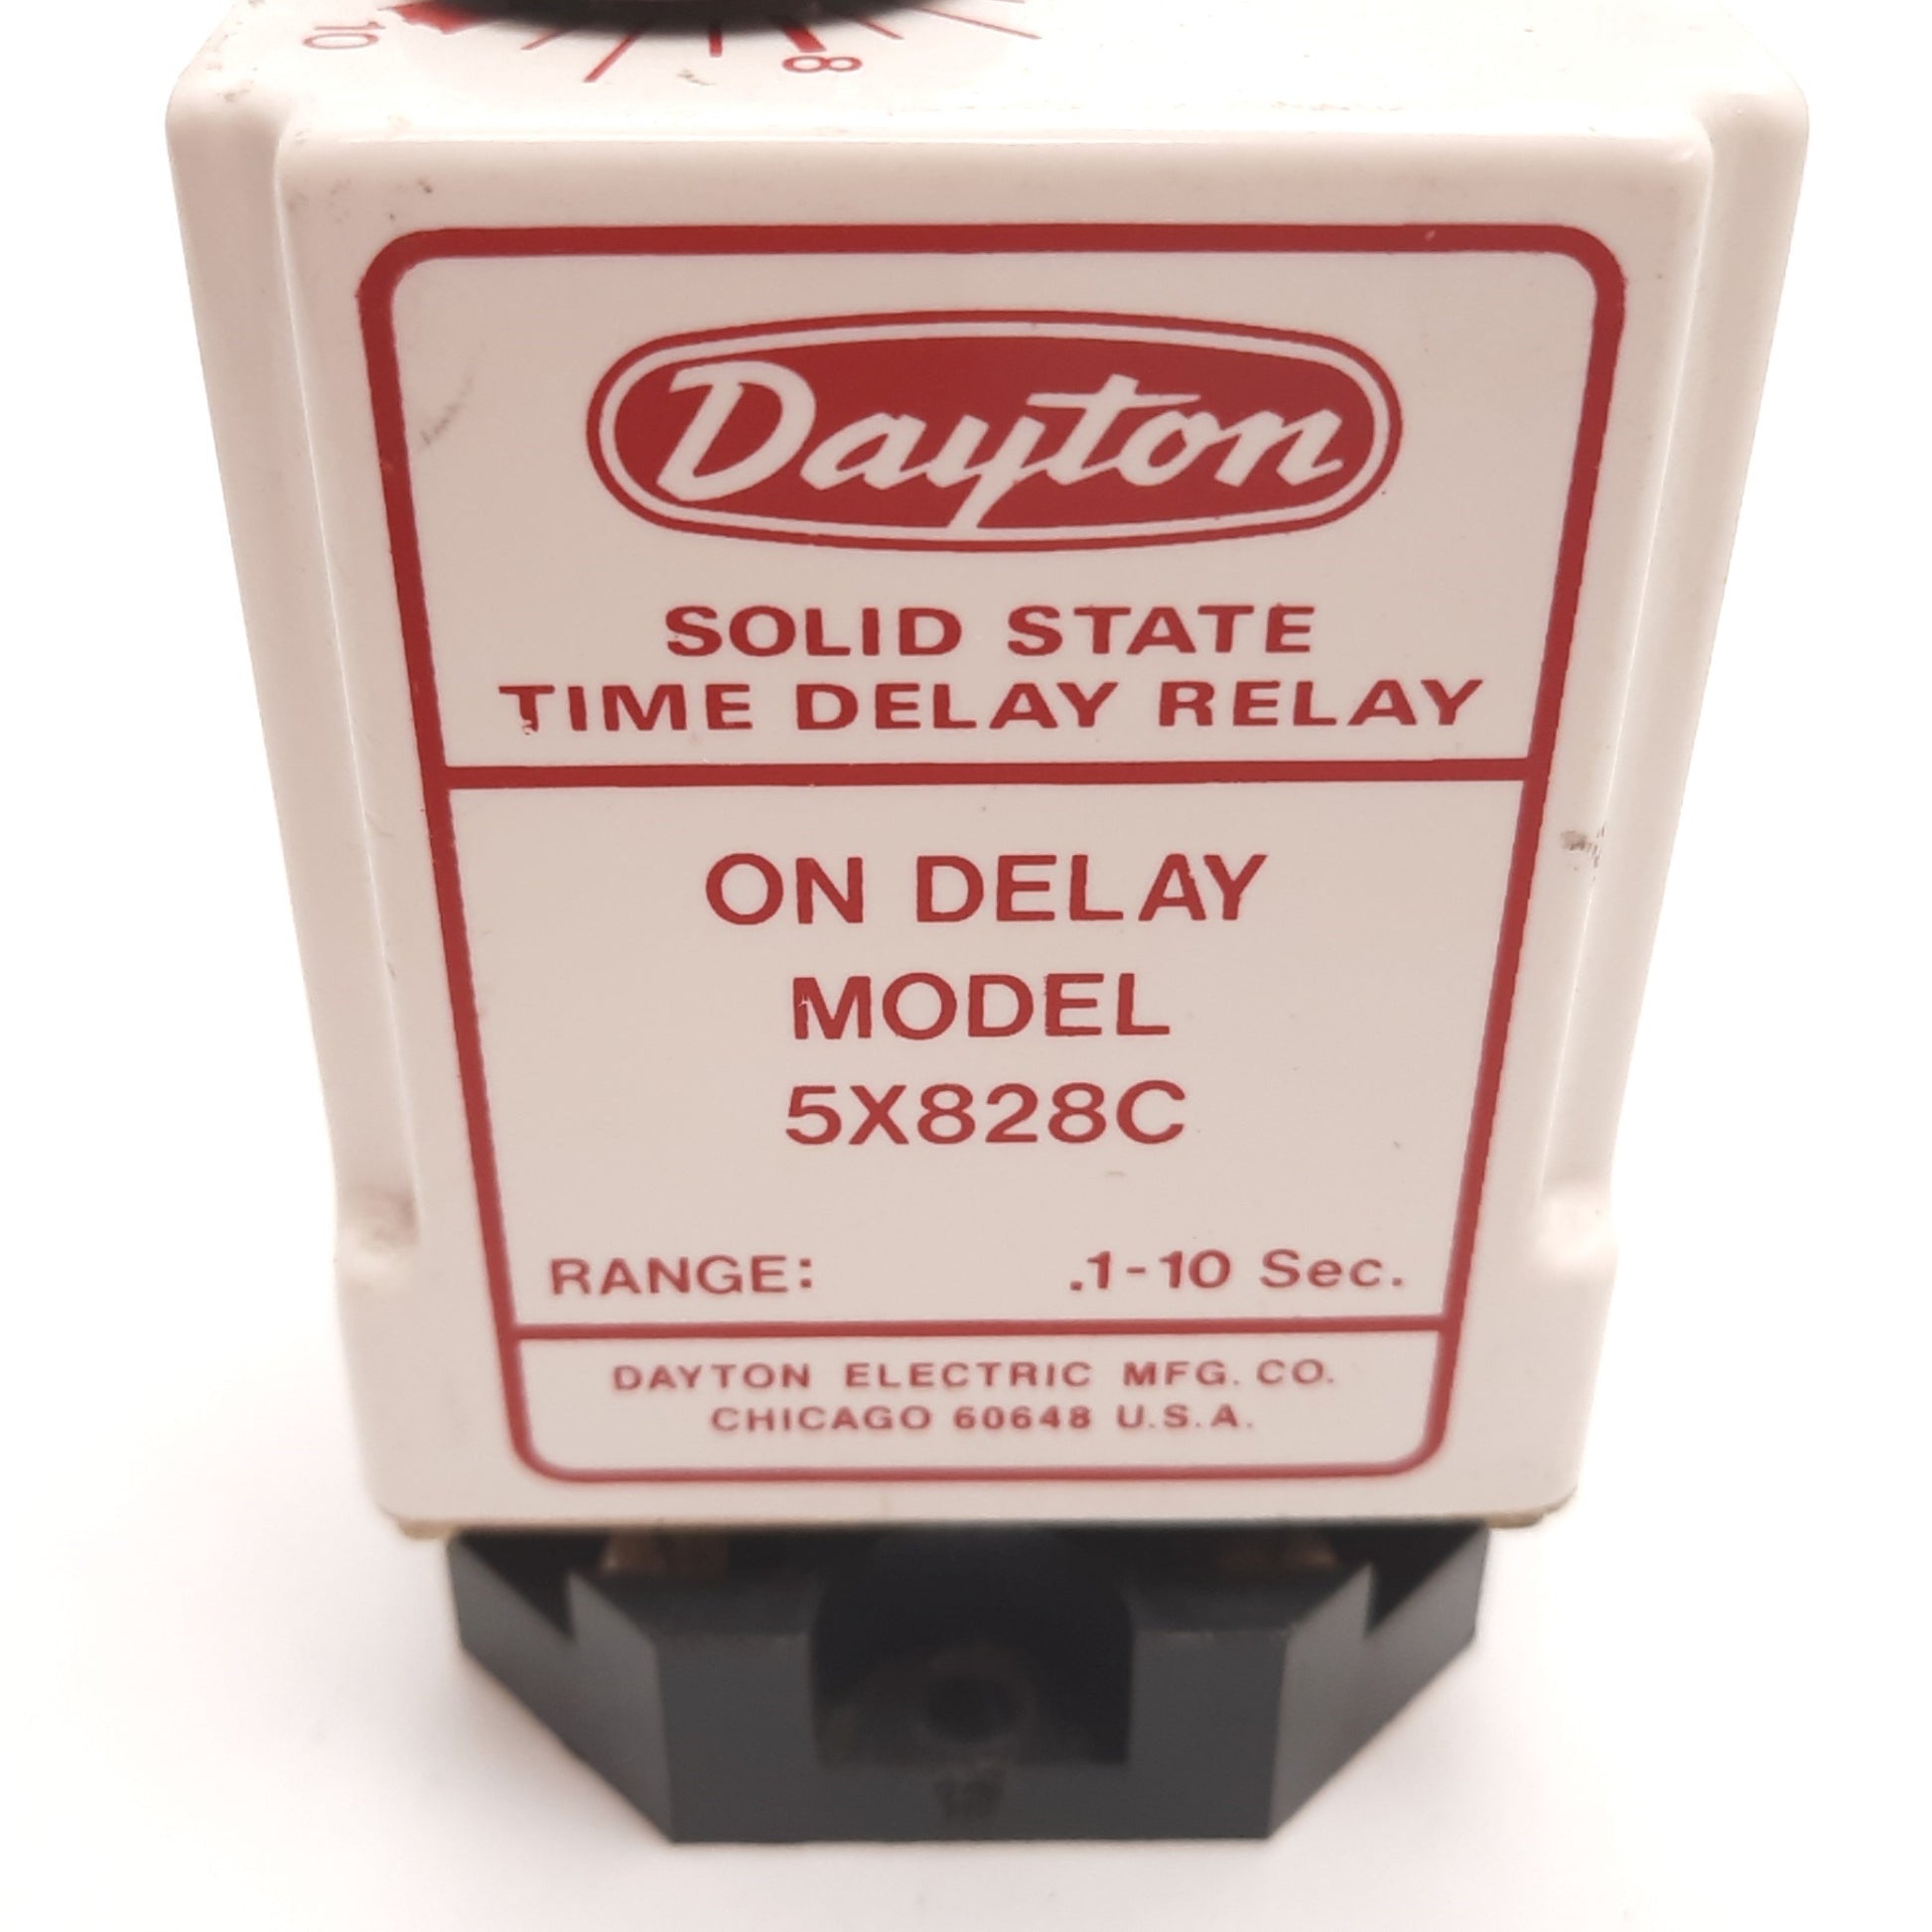 10
8
Dayton
SOLID STATE
TIME DELAY RELAY
ON DELAY
MODEL
5X828C
RANGE: .1-10 Sec.
DAYTON ELECTRIC MFG. CO.
CHICAGO 60648 U.S.A.